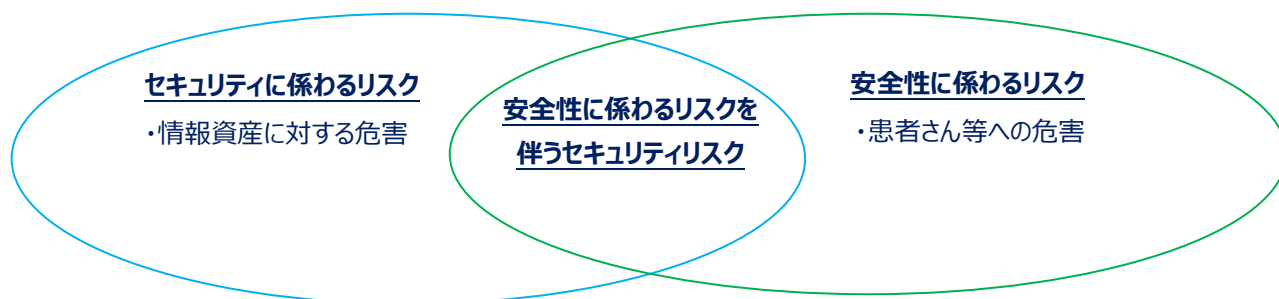 セキュリティに係わるリスク
・情報資産に対する危害
安全性に係わるリスクを
伴うセキュリティリスク
安全性に係わるリスク
・患者さん等への危害